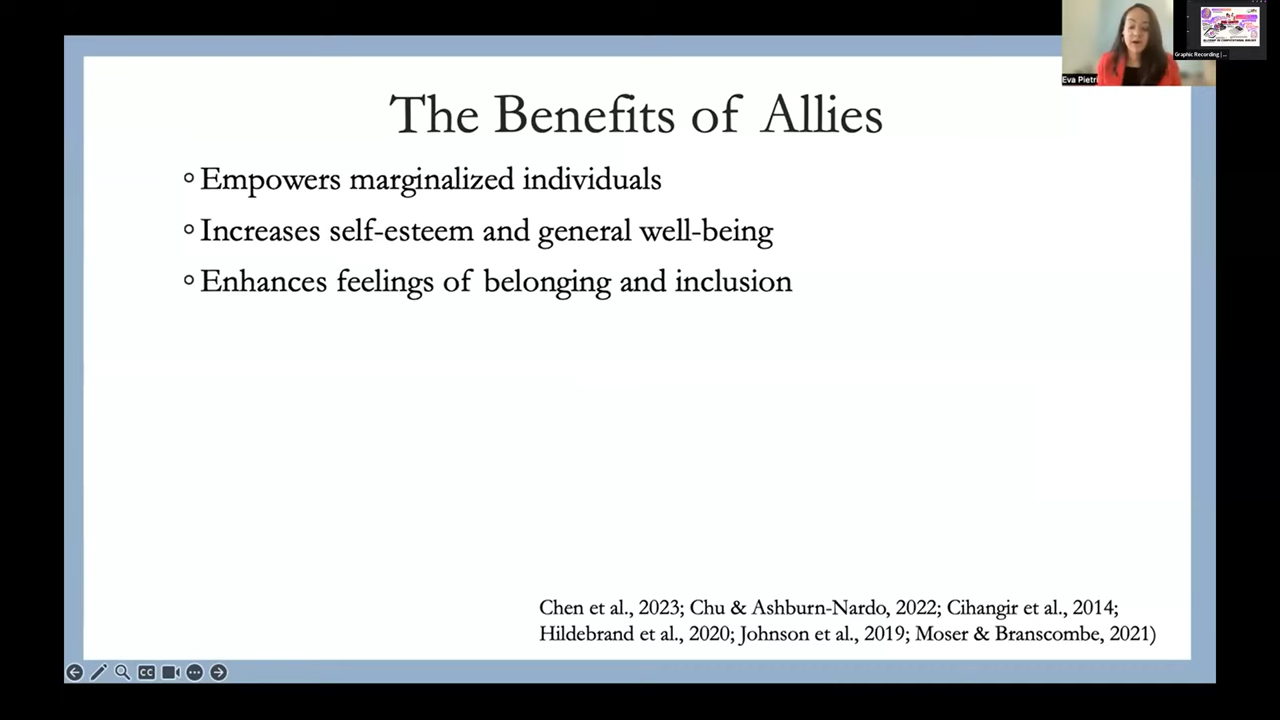 The Benefits of Allies
Empowers marginalized individuals
Increases self-esteem and general well-being
Enhances feelings of belonging and inclusion
Chen et al., 2023; Chu & Ashburn-Nardo, 2022; Cihangir et al., 2014;
Hildebrand et al., 2020; Johnson et al., 2019; Moser & Branscombe, 2021)
Eva Pietri
Graphic Recording |...
CC